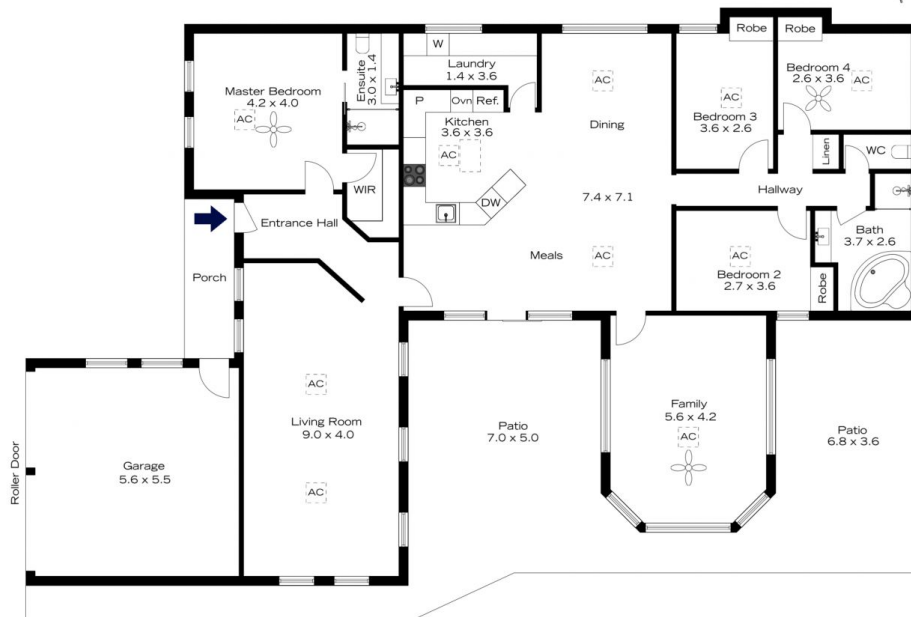 Robe
Robe
W
Laundry
1.4 x 3.6
Ensuite
3.0 x 1.4
Master Bedroom
4.2 x 4.0
AC
AC
AC
Bedroom 3
3.6 x 2.6
Bedroom 4
2.6 x 3.6
AC
P
Ovn
Ref.
Kitchen
3.6 x 3.6
AC
DW
Dining
7.4 x 7.1
Meals
AC
Linen
WC
Hallway
WIR
Entrance Hall
Porch
AC
Bedroom 2
2.7 x 3.6
Robe
Bath
3.7 x 2.6
AC
Living Room
9.0 x 4.0
AC
Patio
7.0 x 5.0
Family
5.6 x 4.2
AC
Patio
6.8 x 3.6
Garage
5.6 x 5.5
Roller Door